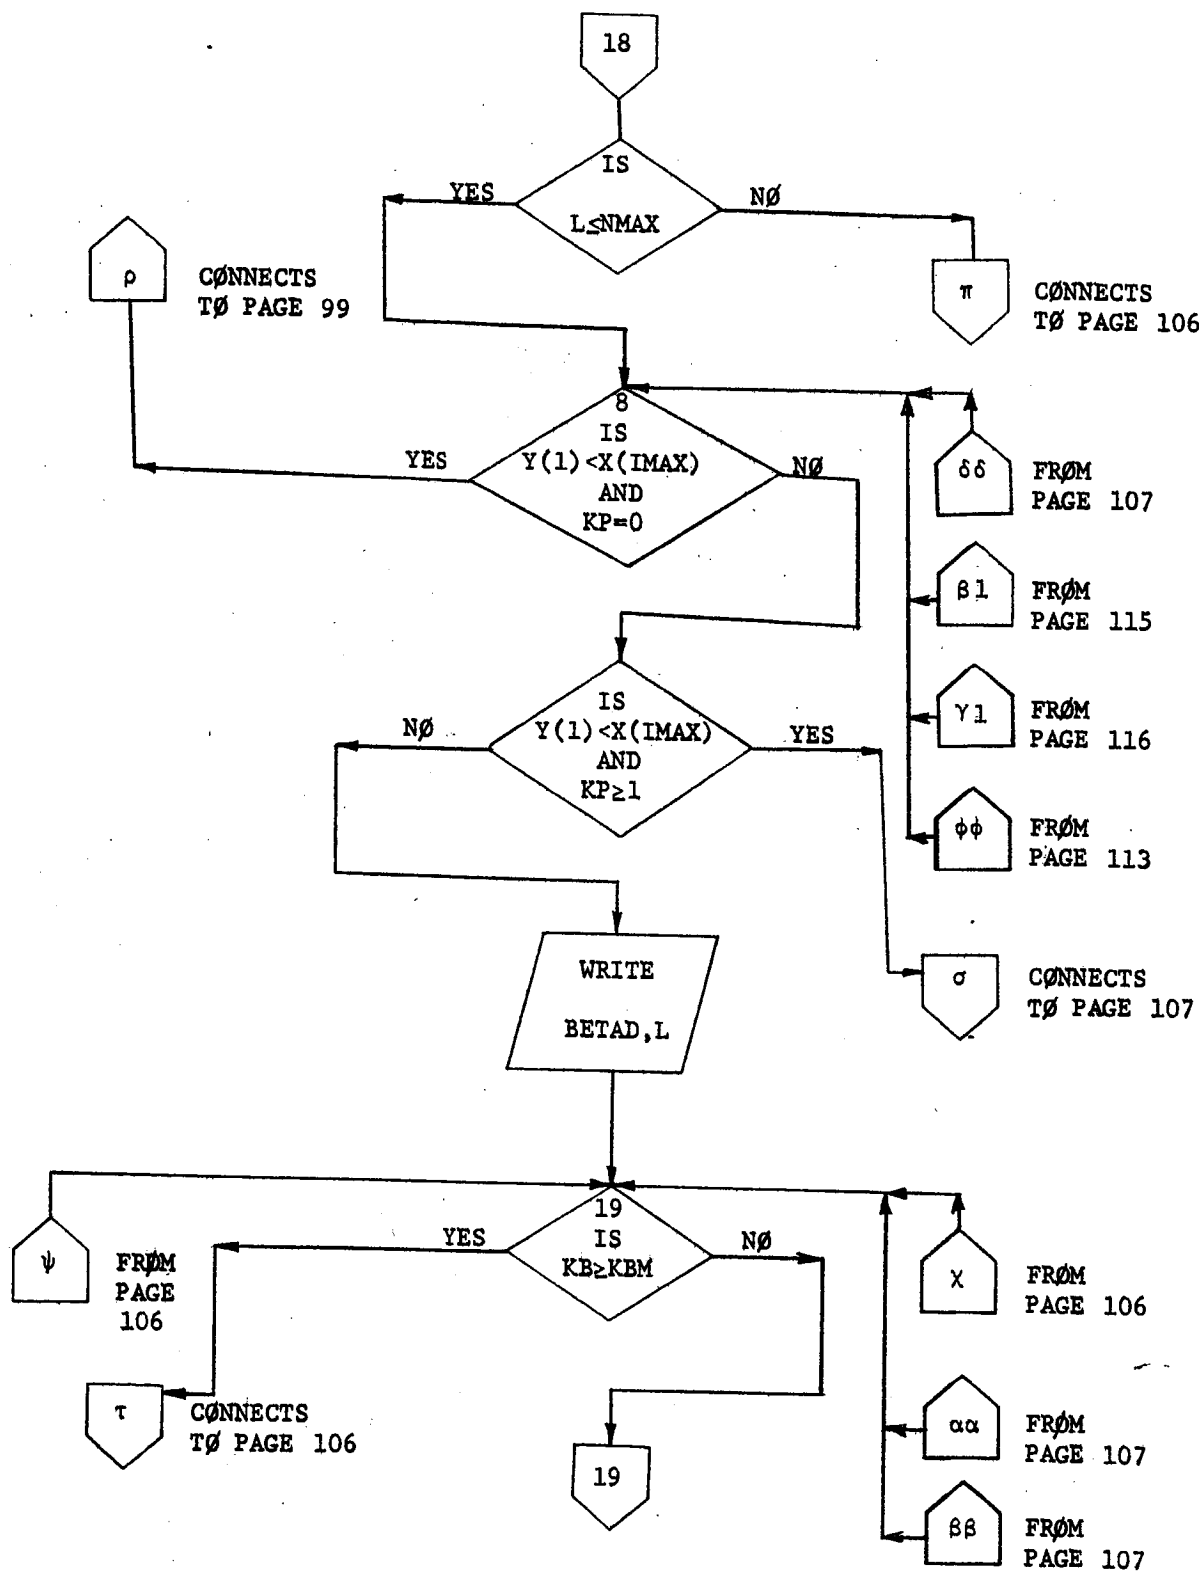 18
IS
L≤NMAX
YES
NØ
ρ
CØNNECTS
TØ PAGE 99
π
CØNNECTS
TØ PAGE 106
8
IS
Y(1)<X(IMAX)
AND
KP=0
YES
NØ
δδ
FRØM
PAGE 107
β1
FRØM
PAGE 115
IS
Y(1)<X(IMAX)
AND
KP≥1
NØ
YES
γ1
FRØM
PAGE 116
ϕϕ
FRØM
PAGE 113
WRITE
BETAD,L
σ
CØNNECTS
TØ PAGE 107
19
IS
KB≥KBM
YES
NØ
ψ
FRØM
PAGE
106
χ
FRØM
PAGE 106
τ
CØNNECTS
TØ PAGE 106
19
αα
FRØM
PAGE 107
ββ
FRØM
PAGE 107